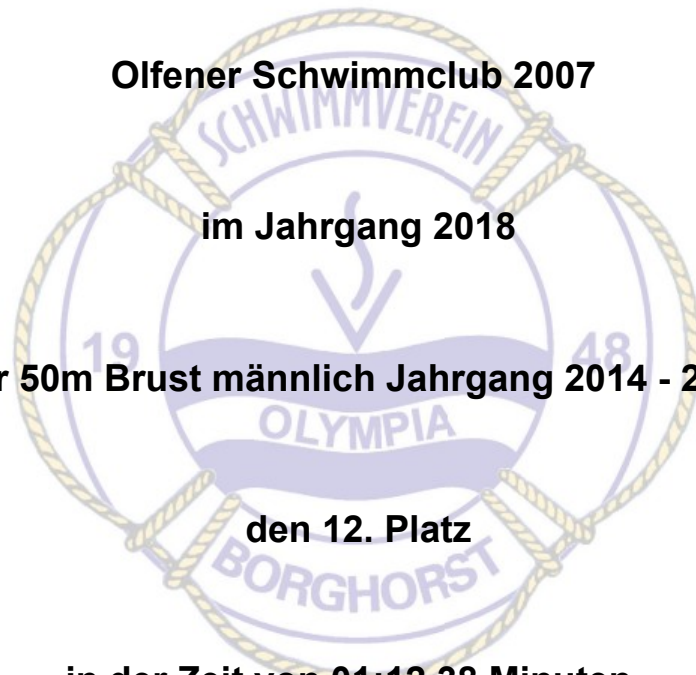 Olfener Schwimmclub 2007
SCHWIMMVEREIN
im Jahrgang 2018
19 48
r 50m Brust männlich Jahrgang 2014 - 2
OLYMPIA
den 12. Platz
BORGHORST
in der Zeit von 01:12,38 Minuten